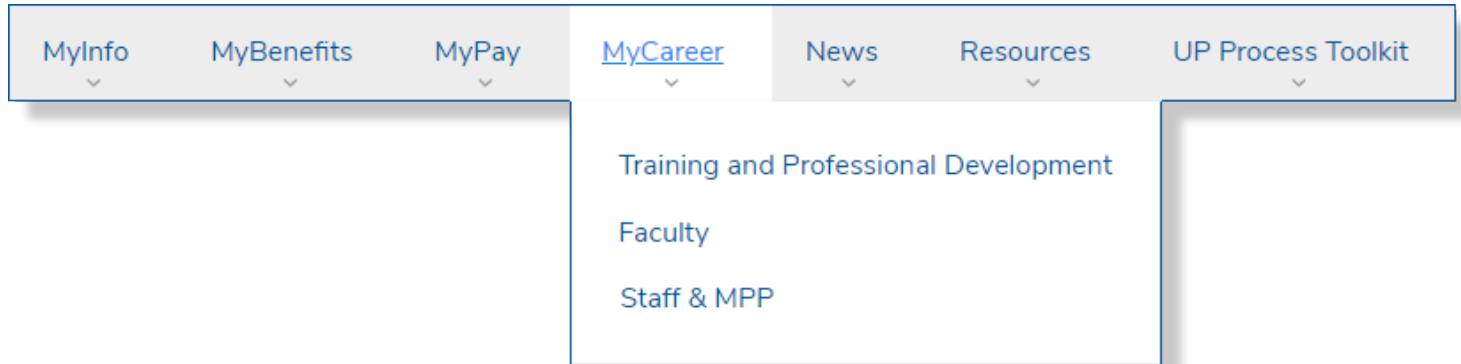 MyInfo MyBenefits MyPay MyCareer News Resources UP Process Toolkit
Training and Professional Development
Faculty
Staff & MPP